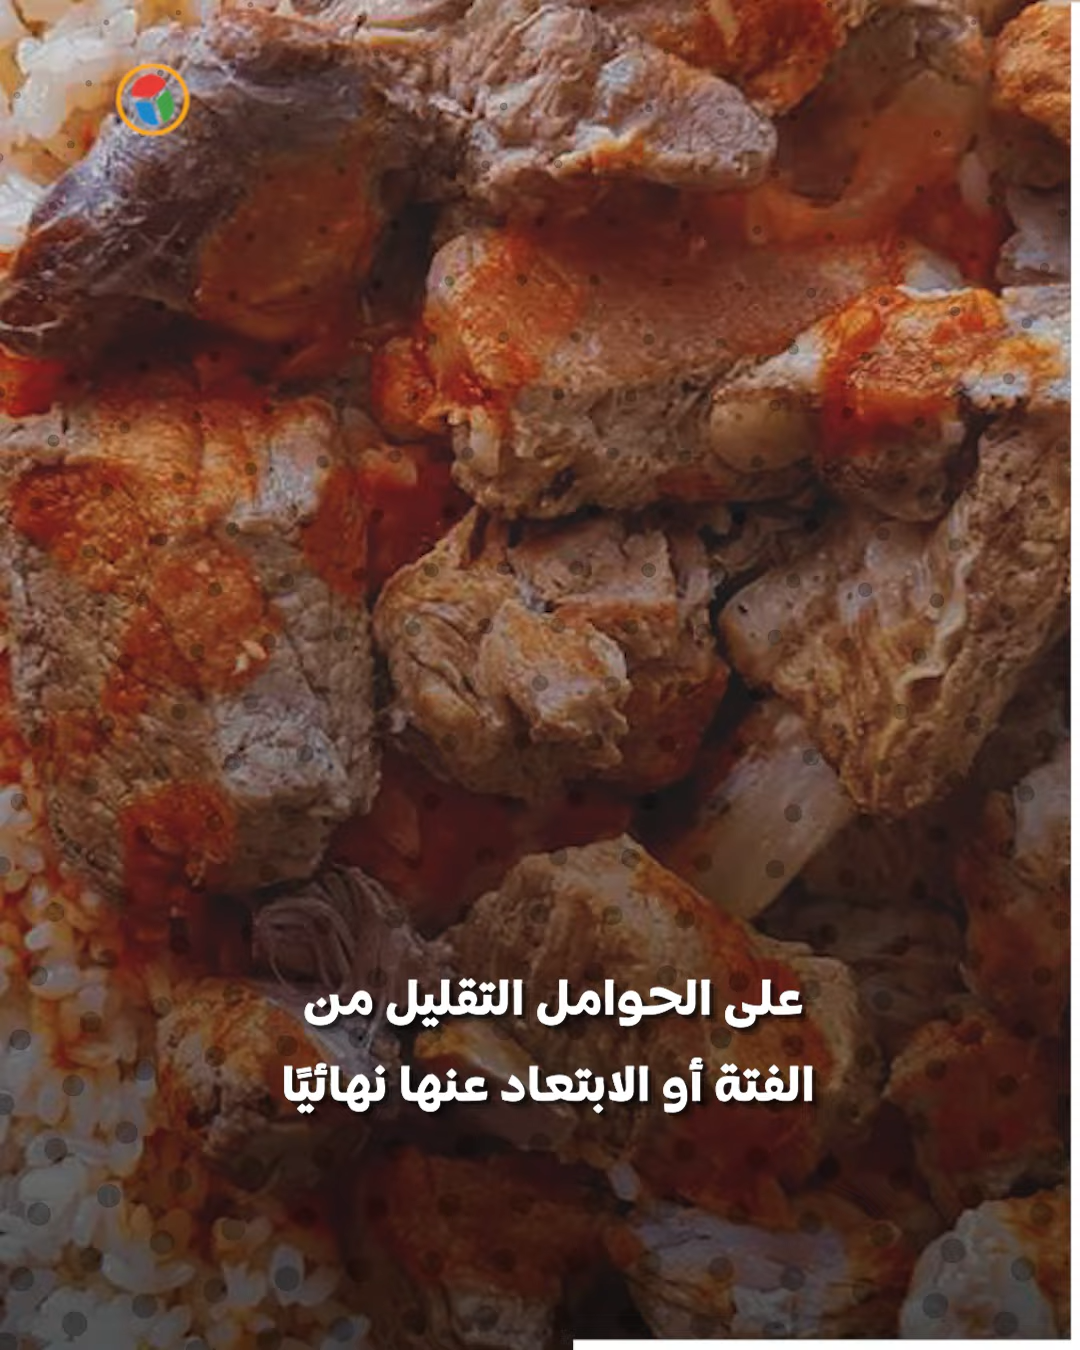 على الحوامل التقليل من
الفتة أو الابتعاد عنها نهائيًا